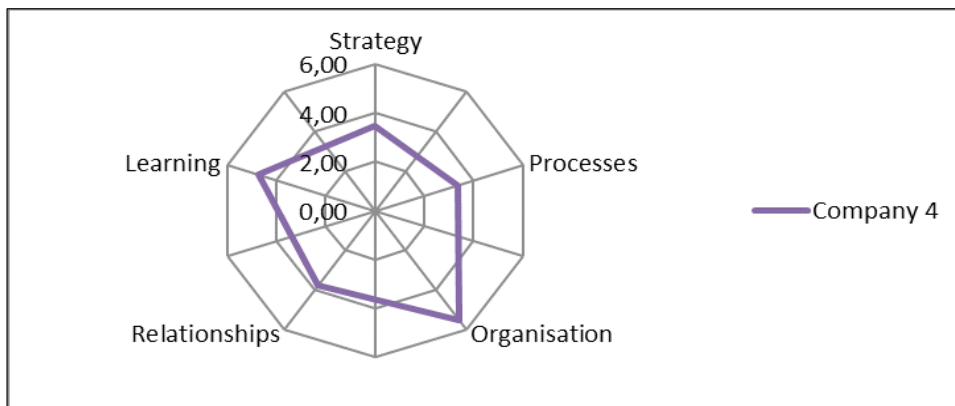 Strategy
6,00
4,00
2,00
0,00
Learning
Processes
Relationships
Organisation
Company 4